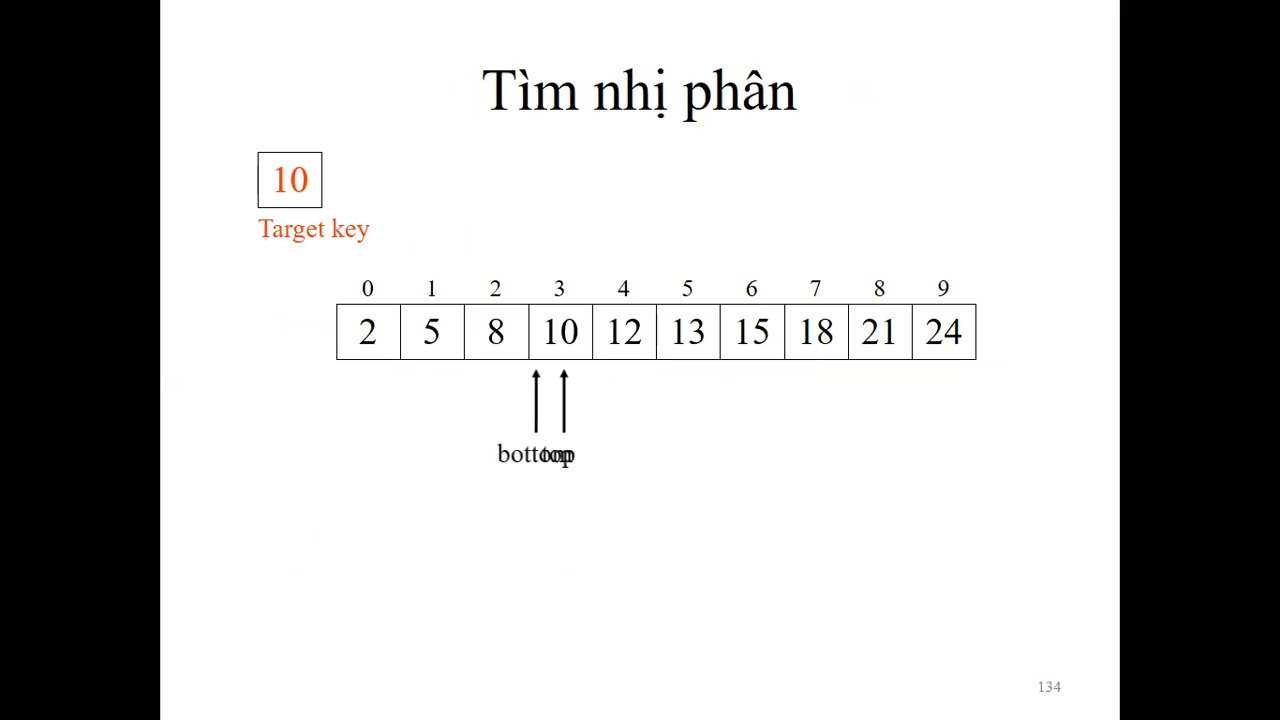 Tìm nhị phân
10
Target key
0 1 2 3 4 5 6 7 8 9
2 5 8 10 12 13 15 18 21 24
bottom top
134